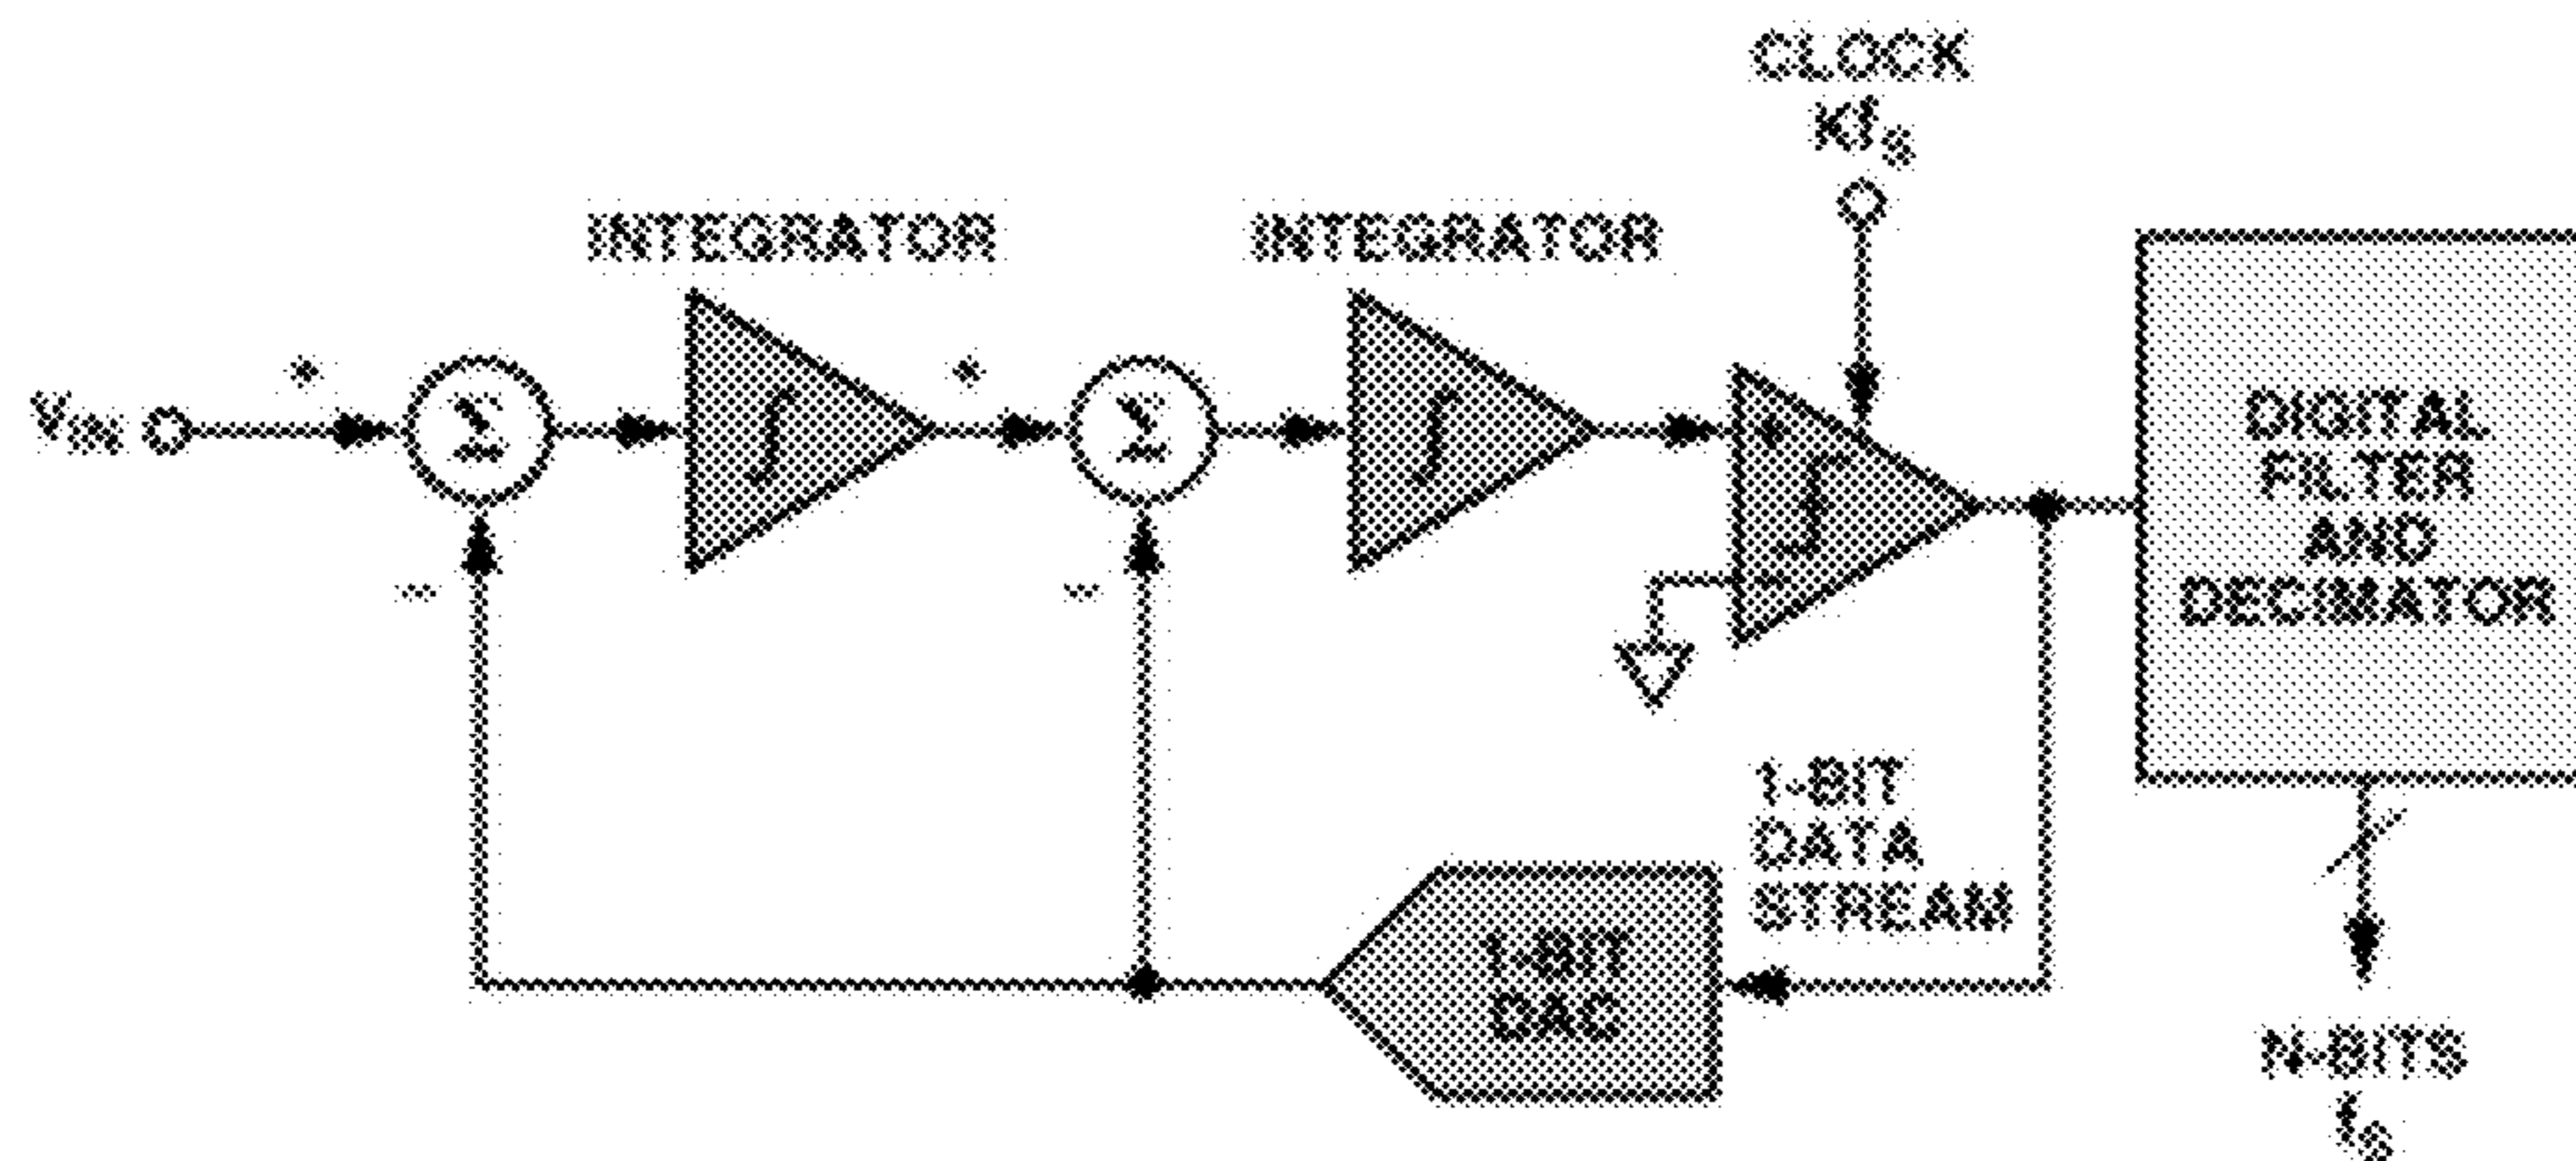 CLOCK
Kfs
INTEGRATOR
INTEGRATOR
+
+
VIN
Σ
∫
Σ
∫
+
−
−
−
DIGITAL
FILTER
AND
DECIMATOR
1-BIT
DATA
STREAM
1-BIT
DAC
N-BITS
fs